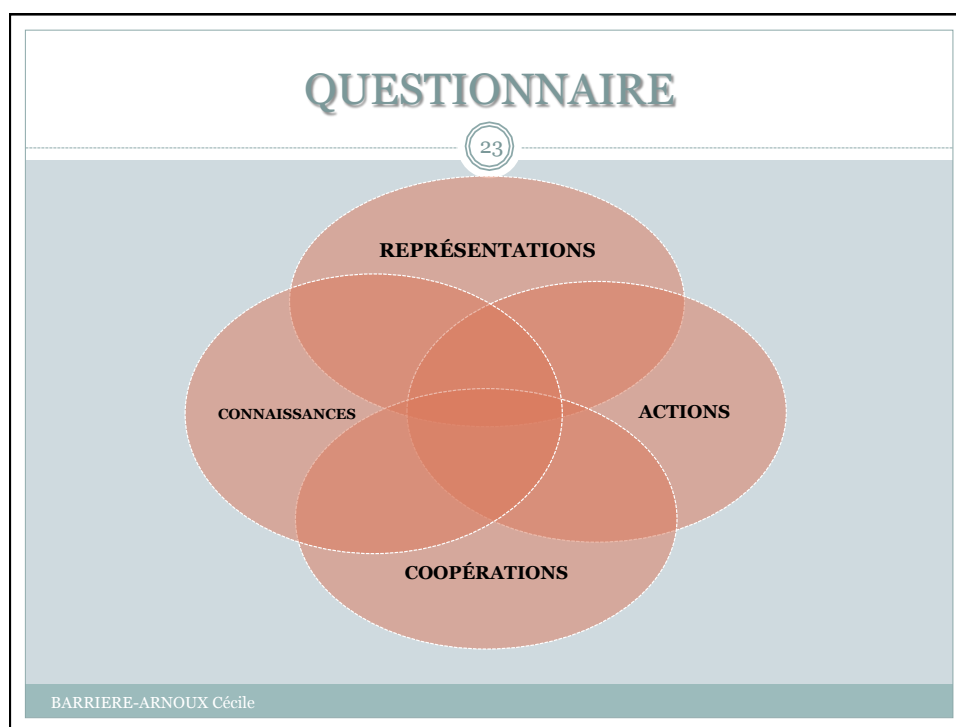 QUESTIONNAIRE
23
REPRÉSENTATIONS
CONNAISSANCES
ACTIONS
COOPÉRATIONS
BARRIERE-ARNOUX Cécile